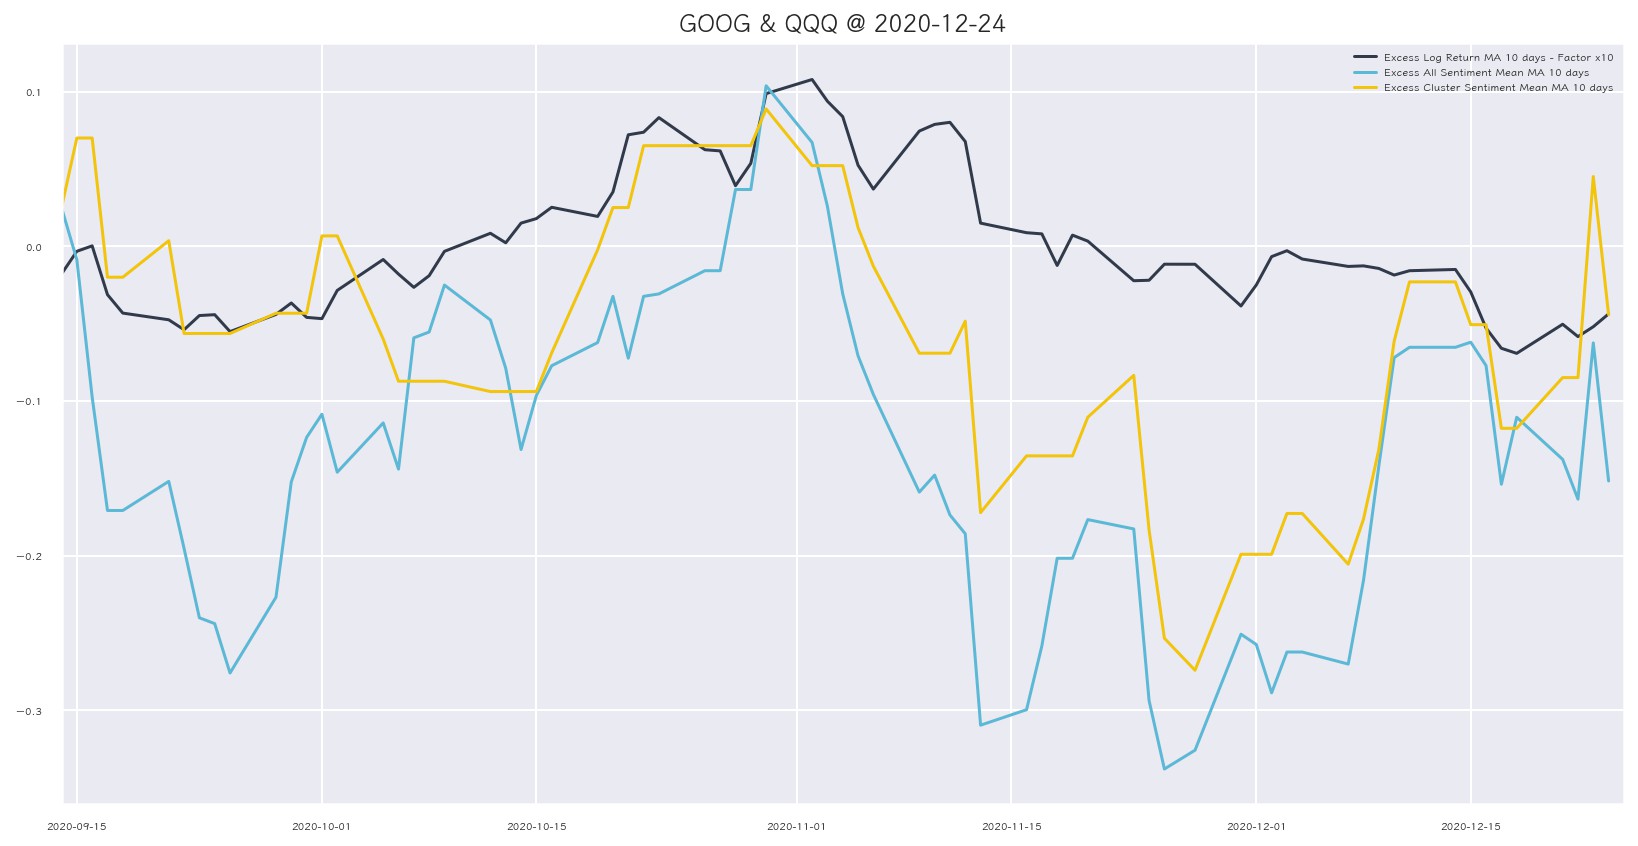 GOOG & QQQ @ 2020-12-24
Excess Log Return MA 10 days - Factor x10
Excess All Sentiment Mean MA 10 days
Excess Cluster Sentiment Mean MA 10 days
0.1
0.0
−0.1
−0.2
−0.3
2020-09-15 2020-10-01 2020-10-15 2020-11-01 2020-11-15 2020-12-01 2020-12-15